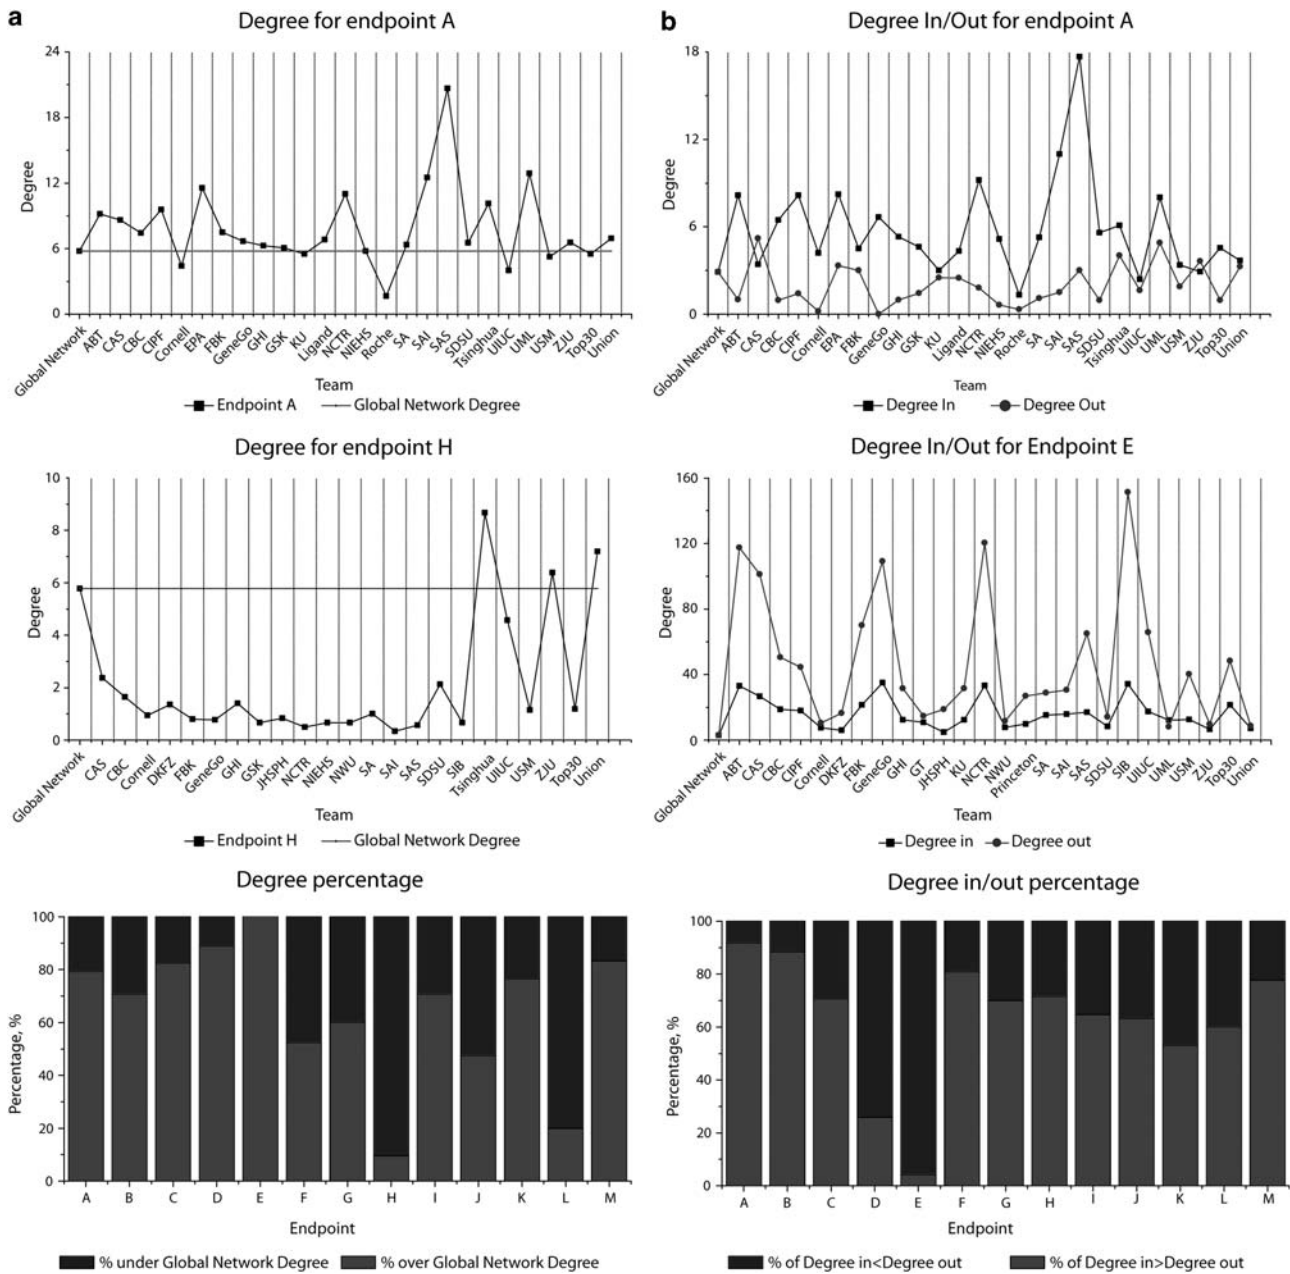 a
Degree for endpoint A
24
18
12
6
0
Degree
Global Network
ABT
CAS
CBC
CIPF
Cornell
EPA
FBK
GeneGo
GHI
GSK
KU
Ligand
NCTR
NIEHS
Roche
SA
SAI
SAS
SDSU
Tsinghua
UIUC
UML
USM
ZJU
Top30
Union
Team
Endpoint A
Global Network Degree
b
Degree In/Out for endpoint A
18
12
6
0
Degree
Global Network
ABT
CAS
CBC
CIPF
Cornell
EPA
FBK
GeneGo
GHI
GSK
KU
Ligand
NCTR
NIEHS
Roche
SA
SAI
SAS
SDSU
Tsinghua
UIUC
UML
USM
ZJU
Top30
Union
Team
Degree In
Degree Out
Degree for endpoint H
10
8
6
4
2
0
Degree
Global Network
CAS
CBC
Cornell
DKFZ
FBK
GeneGo
GHI
GSK
JHSPH
NCTR
NIEHS
NWU
SA
SAI
SAS
SDSU
SIB
Tsinghua
UIUC
USM
ZJU
Top30
Union
Team
Endpoint H
Global Network Degree
Degree In/Out for Endpoint E
160
120
80
40
0
Degree
Global Network
ABT
CAS
CBC
CIPF
Cornell
DKFZ
FBK
GeneGo
GHI
GT
JHSPH
KU
NCTR
NWU
Princeton
SA
SAI
SAS
SDSU
SIB
UIUC
UML
USM
ZJU
Top30
Union
Team
Degree in
Degree out
Degree percentage
100
80
60
40
20
0
Percentage, %
A B C D E F G H I J K L M
Endpoint
% under Global Network Degree
% over Global Network Degree
Degree in/out percentage
100
80
60
40
20
0
Percentage, %
A B C D E F G H I J K L M
Endpoint
% of Degree in<Degree out
% of Degree in>Degree out